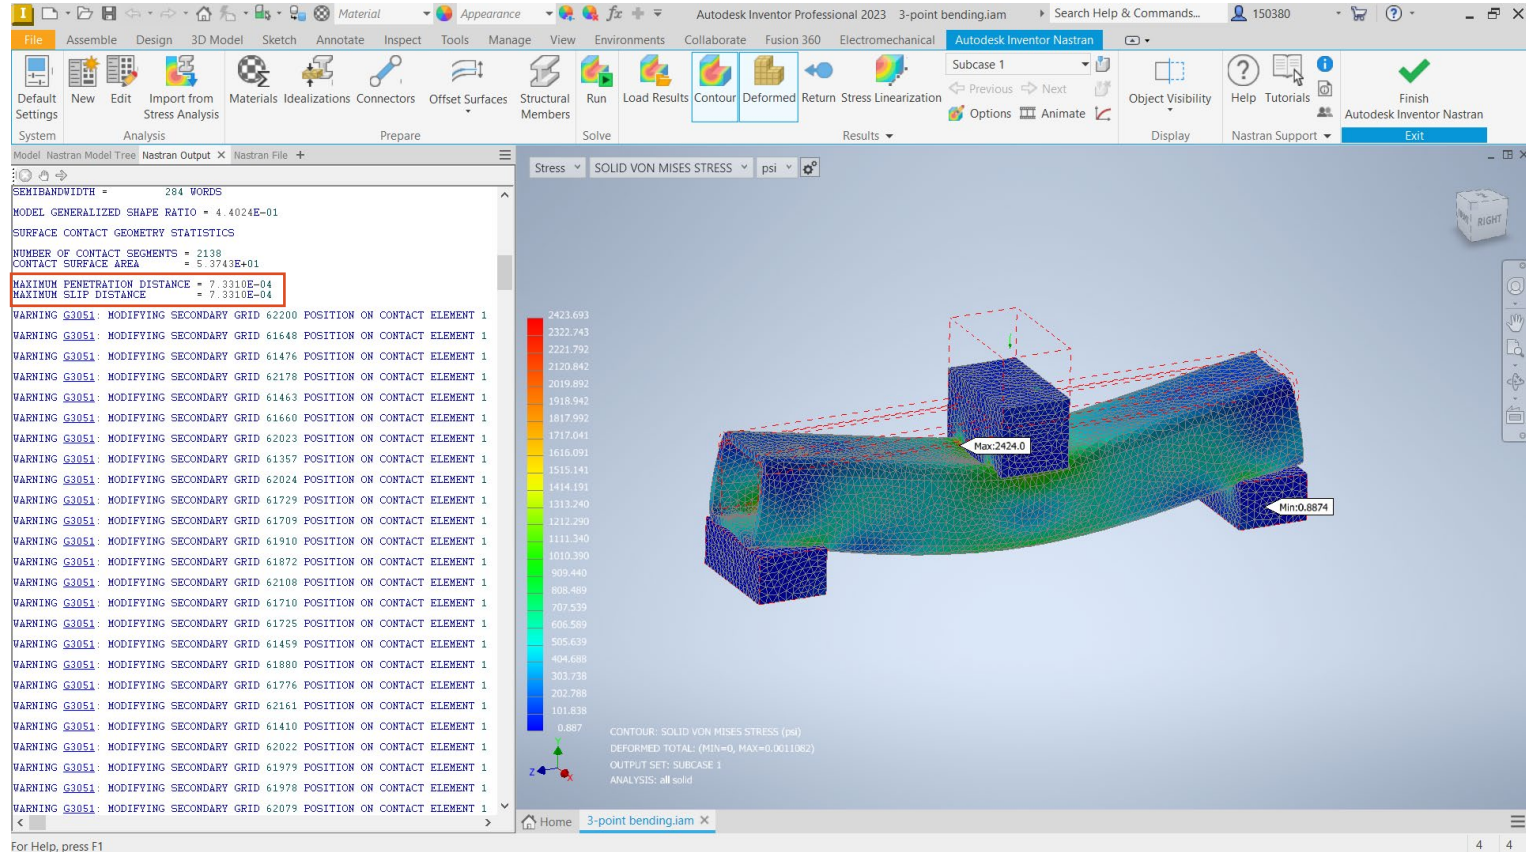 I Material Appearance fx Autodesk Inventor Professional 2023 3-point bending.iam Search Help & Commands... 150380
File Assemble Design 3D Model Sketch Annotate Inspect Tools Manage View Environments Collaborate Fusion 360 Electromechanical Autodesk Inventor Nastran
Default Settings New Edit Import from Stress Analysis Materials Idealizations Connectors Offset Surfaces Structural Members Run Load Results Contour Deformed Return Stress Linearization Subcase 1 Previous Next Options Animate Object Visibility Help Tutorials Finish Autodesk Inventor Nastran
System Analysis Prepare Solve Results Display Nastran Support Exit
Model Nastran Model Tree Nastran Output X Nastran File +
SEMIBANDWIDTH = 284 WORDS
MODEL GENERALIZED SHAPE RATIO = 4.4024E-01
SURFACE CONTACT GEOMETRY STATISTICS
NUMBER OF CONTACT SEGMENTS = 2138
CONTACT SURFACE AREA = 5.3743E+01
MAXIMUM PENETRATION DISTANCE = 7.3310E-04
MAXIMUM SLIP DISTANCE = 7.3310E-04
WARNING G3051: MODIFYING SECONDARY GRID 62200 POSITION ON CONTACT ELEMENT 1
WARNING G3051: MODIFYING SECONDARY GRID 61648 POSITION ON CONTACT ELEMENT 1
WARNING G3051: MODIFYING SECONDARY GRID 61476 POSITION ON CONTACT ELEMENT 1
WARNING G3051: MODIFYING SECONDARY GRID 62178 POSITION ON CONTACT ELEMENT 1
WARNING G3051: MODIFYING SECONDARY GRID 61463 POSITION ON CONTACT ELEMENT 1
WARNING G3051: MODIFYING SECONDARY GRID 61660 POSITION ON CONTACT ELEMENT 1
WARNING G3051: MODIFYING SECONDARY GRID 62023 POSITION ON CONTACT ELEMENT 1
WARNING G3051: MODIFYING SECONDARY GRID 61357 POSITION ON CONTACT ELEMENT 1
WARNING G3051: MODIFYING SECONDARY GRID 62024 POSITION ON CONTACT ELEMENT 1
WARNING G3051: MODIFYING SECONDARY GRID 61729 POSITION ON CONTACT ELEMENT 1
WARNING G3051: MODIFYING SECONDARY GRID 61709 POSITION ON CONTACT ELEMENT 1
WARNING G3051: MODIFYING SECONDARY GRID 61910 POSITION ON CONTACT ELEMENT 1
WARNING G3051: MODIFYING SECONDARY GRID 61872 POSITION ON CONTACT ELEMENT 1
WARNING G3051: MODIFYING SECONDARY GRID 62108 POSITION ON CONTACT ELEMENT 1
WARNING G3051: MODIFYING SECONDARY GRID 61710 POSITION ON CONTACT ELEMENT 1
WARNING G3051: MODIFYING SECONDARY GRID 61725 POSITION ON CONTACT ELEMENT 1
WARNING G3051: MODIFYING SECONDARY GRID 61459 POSITION ON CONTACT ELEMENT 1
WARNING G3051: MODIFYING SECONDARY GRID 61880 POSITION ON CONTACT ELEMENT 1
WARNING G3051: MODIFYING SECONDARY GRID 61776 POSITION ON CONTACT ELEMENT 1
WARNING G3051: MODIFYING SECONDARY GRID 62161 POSITION ON CONTACT ELEMENT 1
WARNING G3051: MODIFYING SECONDARY GRID 61410 POSITION ON CONTACT ELEMENT 1
WARNING G3051: MODIFYING SECONDARY GRID 62022 POSITION ON CONTACT ELEMENT 1
WARNING G3051: MODIFYING SECONDARY GRID 61979 POSITION ON CONTACT ELEMENT 1
WARNING G3051: MODIFYING SECONDARY GRID 61978 POSITION ON CONTACT ELEMENT 1
WARNING G3051: MODIFYING SECONDARY GRID 62079 POSITION ON CONTACT ELEMENT 1
Stress SOLID VON MISES STRESS psi
RIGHT
2423.693
2322.743
2221.792
2120.842
2019.892
1918.942
1817.992
1717.041
1616.091
1515.141
1414.191
1313.240
1212.290
1111.340
1010.390
909.440
808.489
707.539
606.589
505.639
404.688
303.738
202.788
101.838
0.887
Max:2424.0
Min:0.8874
CONTOUR: SOLID VON MISES STRESS (psi)
DEFORMED TOTAL: (MIN=0, MAX=0.0011082)
OUTPUT SET: SUBCASE 1
ANALYSIS: all solid
Y
Z
X
Home 3-point bending.iam X
For Help, press F1 4 4